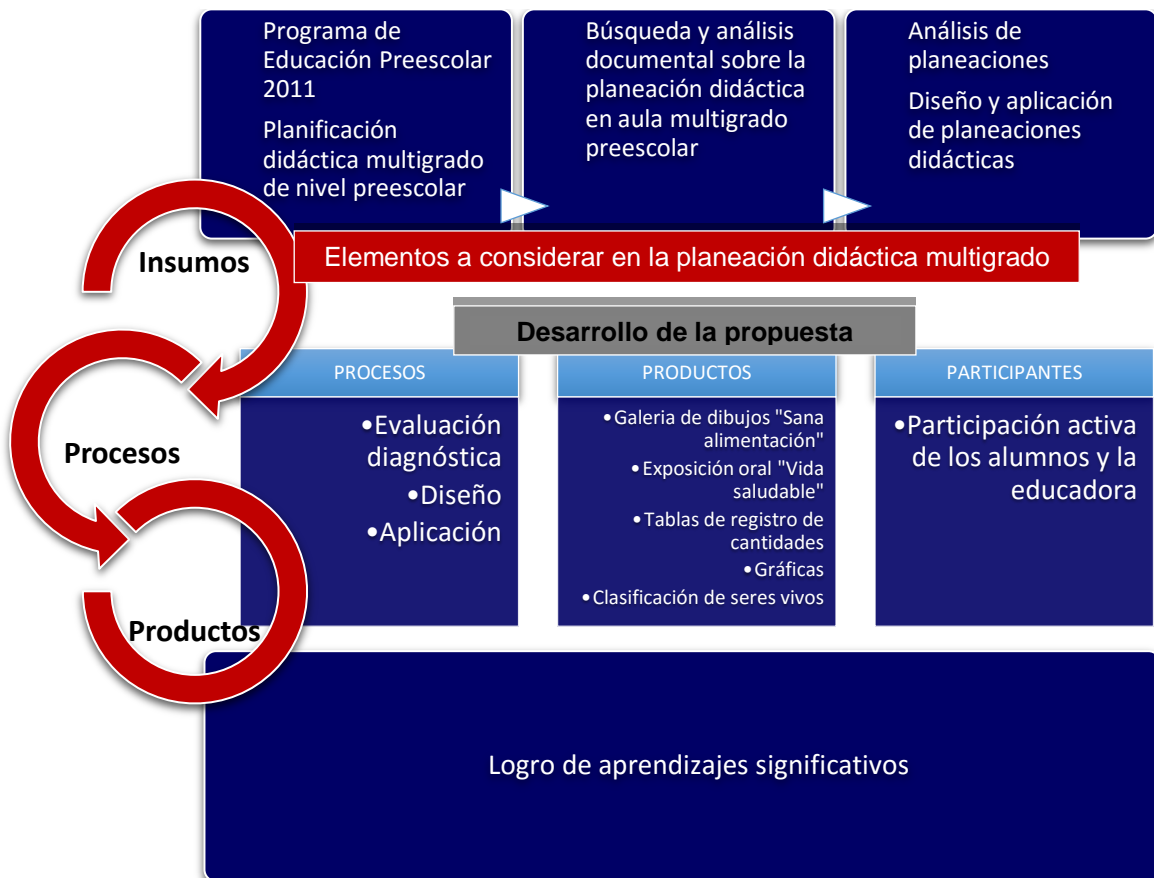 Programa de
Educación Preescolar
2011
Planificación
didáctica multigrado
de nivel preescolar
Búsqueda y análisis
documental sobre la
planeación didáctica
en aula multigrado
preescolar
Análisis de
planeaciones
Diseño y aplicación
de planeaciones
didácticas
Insumos
Elementos a considerar en la planeación didáctica multigrado
Desarrollo de la propuesta
Procesos
PROCESOS
•Evaluación
diagnóstica
•Diseño
•Aplicación
PRODUCTOS
•Galeria de dibujos "Sana
alimentación"
•Exposición oral "Vida
saludable"
•Tablas de registro de
cantidades
•Gráficas
•Clasificación de seres vivos
PARTICIPANTES
•Participación activa
de los alumnos y la
educadora
Productos
Logro de aprendizajes significativos